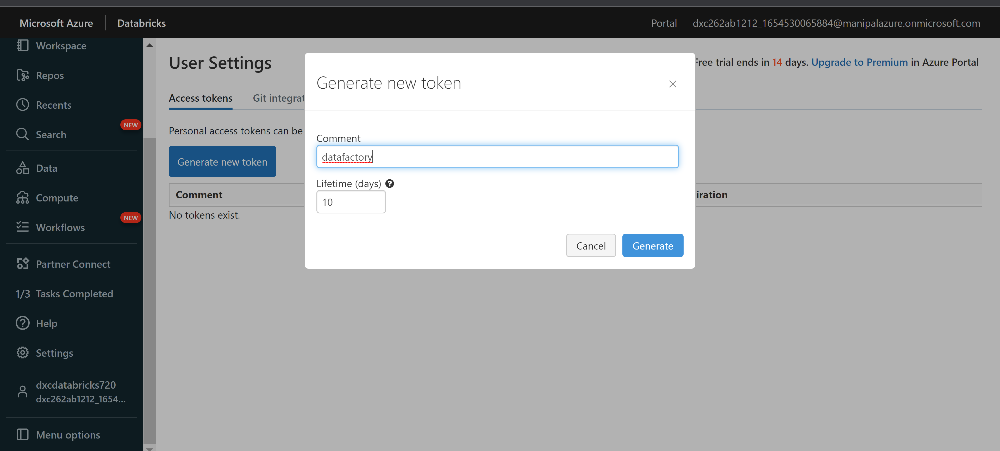 Microsoft Azure | Databricks
Portal dxc262ab1212_1654530065884@manipalazure.onmicrosoft.com
Workspace
Repos
Recents
NEW
Search
Data
Compute
NEW
Workflows
Partner Connect
1/3 Tasks Completed
Help
Settings
dxcdatabricks720
dxc262ab1212_1654...
Menu options
User Settings
Free trial ends in 14 days. Upgrade to Premium in Azure Portal
Access tokens Git integrat
Personal access tokens can be
Generate new token
Comment
iration
No tokens exist.
Generate new token
Comment
datafactory
Lifetime (days) ?
10
Cancel Generate